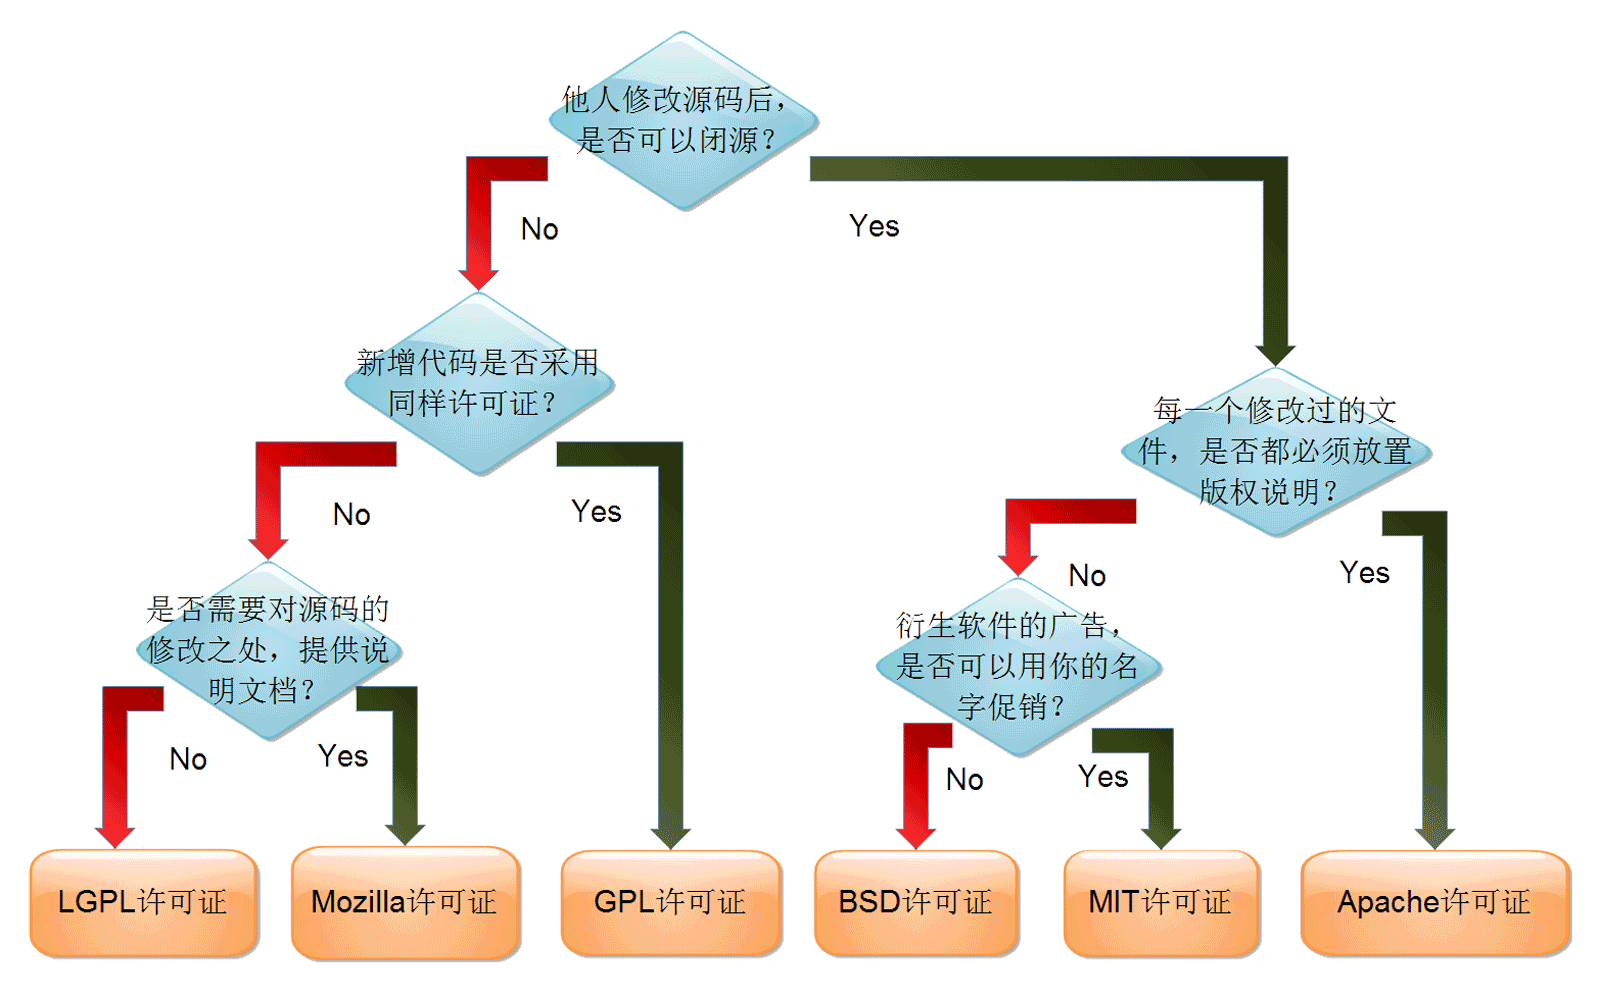 他人修改源码后，
是否可以闭源？
No
Yes
新增代码是否采用
同样许可证？
每一个修改过的文
件，是否都必须放置
版权说明？
No
Yes
No
Yes
是否需要对源码的
修改之处，提供说
明文档？
衍生软件的广告，
是否可以用你的名
字促销？
No
Yes
No
Yes
LGPL许可证
Mozilla许可证
GPL许可证
BSD许可证
MIT许可证
Apache许可证